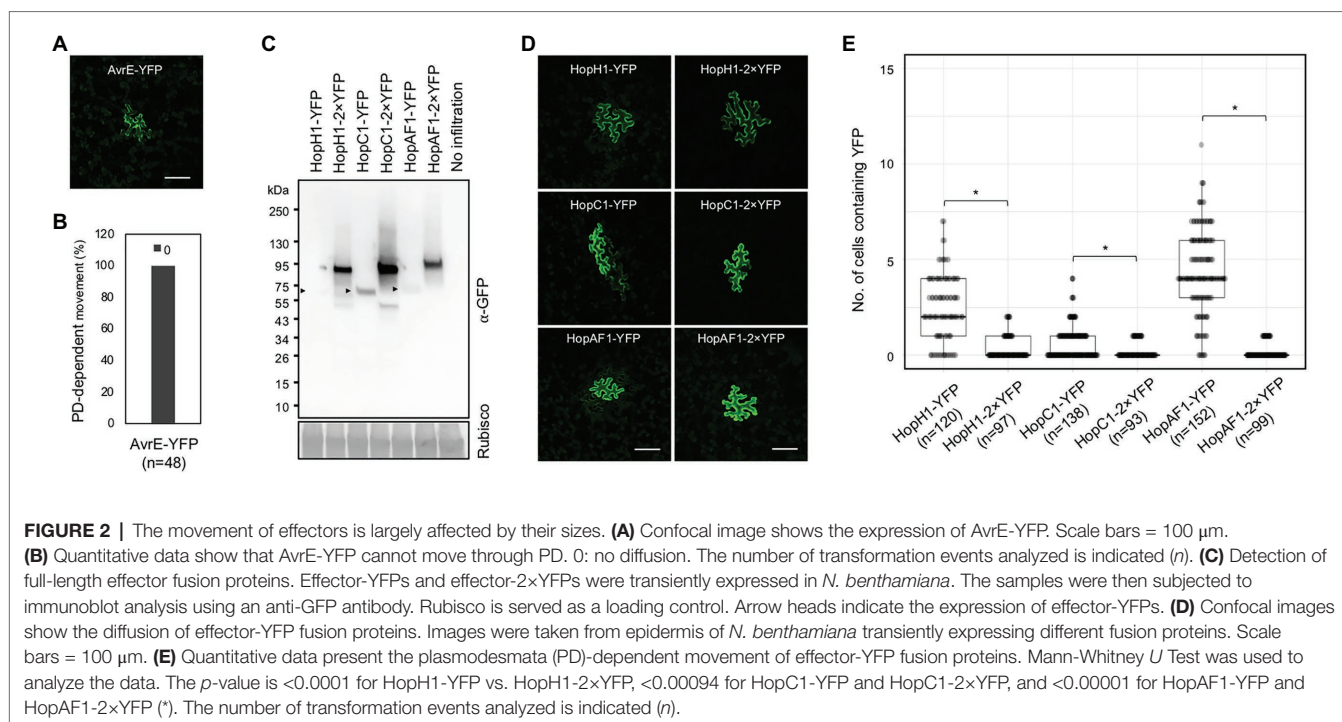 A
AvrE-YFP
B
PD-dependent movement (%)
120
100
80
60
40
20
0
0
AvrE-YFP
(n=48)
C
HopH1-YFP
HopH1-2×YFP
HopC1-YFP
HopC1-2×YFP
HopAF1-YFP
HopAF1-2×YFP
No infiltration
kDa
250
130
95
75
55
43
34
26
15
10
α-GFP
Rubisco
D
HopH1-YFP
HopH1-2×YFP
HopC1-YFP
HopC1-2×YFP
HopAF1-YFP
HopAF1-2×YFP
E
No. of cells containing YFP
15
10
5
0
*
*
*
HopH1-YFP
(n=120)
HopH1-2×YFP
(n=97)
HopC1-YFP
(n=138)
HopC1-2×YFP
(n=93)
HopAF1-YFP
(n=152)
HopAF1-2×YFP
(n=99)
FIGURE 2 | The movement of effectors is largely affected by their sizes. (A) Confocal image shows the expression of AvrE-YFP. Scale bars = 100 μm.
(B) Quantitative data show that AvrE-YFP cannot move through PD. 0: no diffusion. The number of transformation events analyzed is indicated (n). (C) Detection of
full-length effector fusion proteins. Effector-YFPs and effector-2×YFPs were transiently expressed in N. benthamiana. The samples were then subjected to
immunoblot analysis using an anti-GFP antibody. Rubisco is served as a loading control. Arrow heads indicate the expression of effector-YFPs. (D) Confocal images
show the diffusion of effector-YFP fusion proteins. Images were taken from epidermis of N. benthamiana transiently expressing different fusion proteins. Scale
bars = 100 μm. (E) Quantitative data present the plasmodesmata (PD)-dependent movement of effector-YFP fusion proteins. Mann-Whitney U Test was used to
analyze the data. The p-value is <0.0001 for HopH1-YFP vs. HopH1-2×YFP, <0.00094 for HopC1-YFP and HopC1-2×YFP, and <0.00001 for HopAF1-YFP and
HopAF1-2×YFP (*). The number of transformation events analyzed is indicated (n).